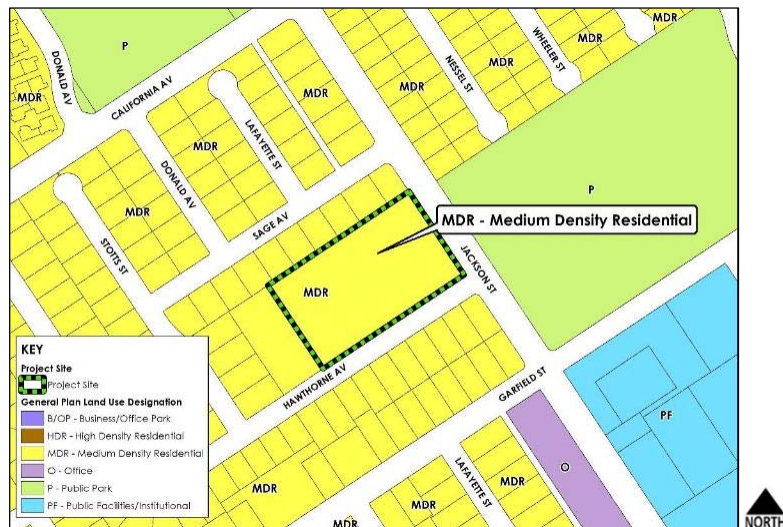 P
MDR
DONALD AV
CALIFORNIA AV
MDR
MDR
WHEELER ST
NESSEL ST
MDR
MDR
MDR
MDR
MDR
LAFAYETTE ST
DONALD AV
MDR
STOTTS ST
SAGE AV
P
MDR - Medium Density Residential
JACKSON ST
MDR
HAWTHORNE AV
GARFIELD ST
PF
O
LAFAYETTE ST
MDR
MDR
MDR
MDR
KEY
Project Site
Project Site
General Plan Land Use Designation
B/OP - Business/Office Park
HDR - High Density Residential
MDR - Medium Density Residential
O - Office
P - Public Park
PF - Public Facilities/Institutional
NORTH